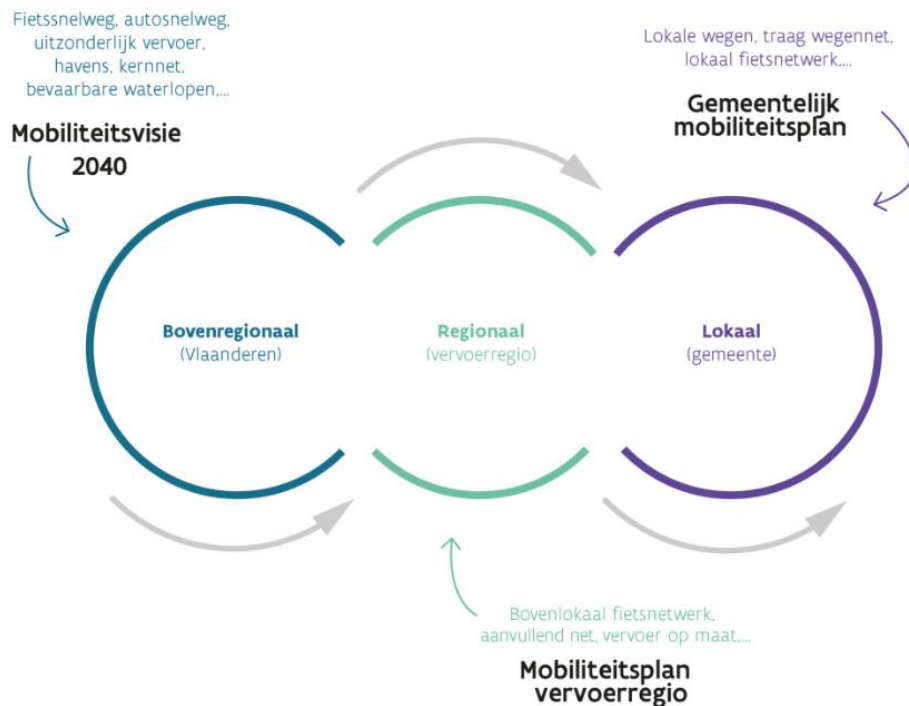 Fietssnelweg, autosnelweg,
uitzonderlijk vervoer,
havens, kernnet,
bevaarbare waterlopen,...
Mobiliteitsvisie
2040
Lokale wegen, traag wegennet,
lokaal fietsnetwerk,...
Gemeentelijk
mobiliteitsplan
Bovenregionaal
(Vlaanderen)
Regionaal
(vervoerregio)
Lokaal
(gemeente)
Bovenlokaal fietsnetwerk,
aanvullend net, vervoer op maat,...
Mobiliteitsplan
vervoerregio